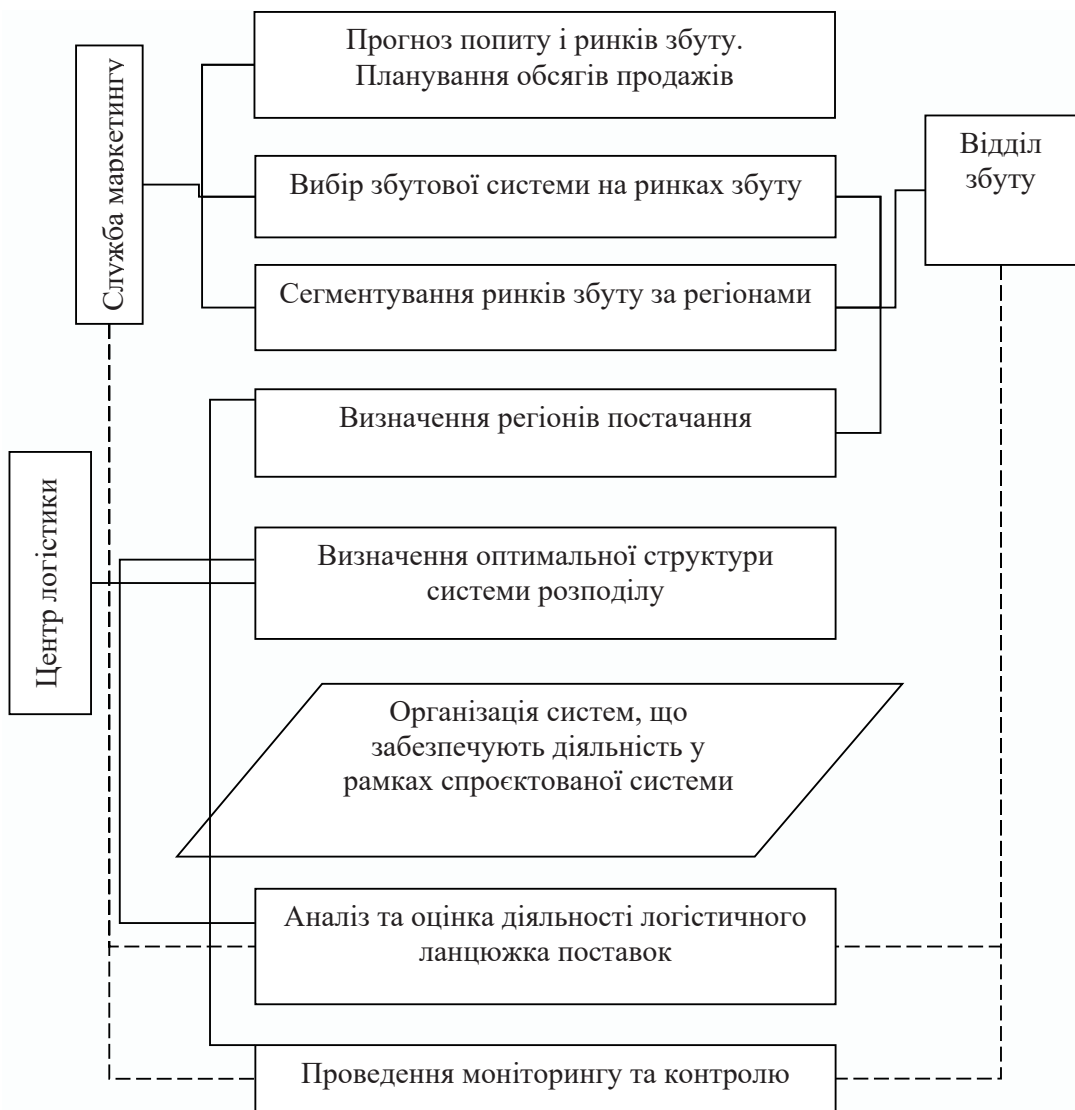 Прогноз попиту і ринків збуту.
Планування обсягів продажів
Служба маркетингу
Відділ
збуту
Вибір збутової системи на ринках збуту
Сегментування ринків збуту за регіонами
Визначення регіонів постачання
Центр логістики
Визначення оптимальної структури
системи розподілу
Організація систем, що
забезпечують діяльність у
рамках спроєктованої системи
Аналіз та оцінка діяльності логістичного
ланцюжка поставок
Проведення моніторингу та контролю